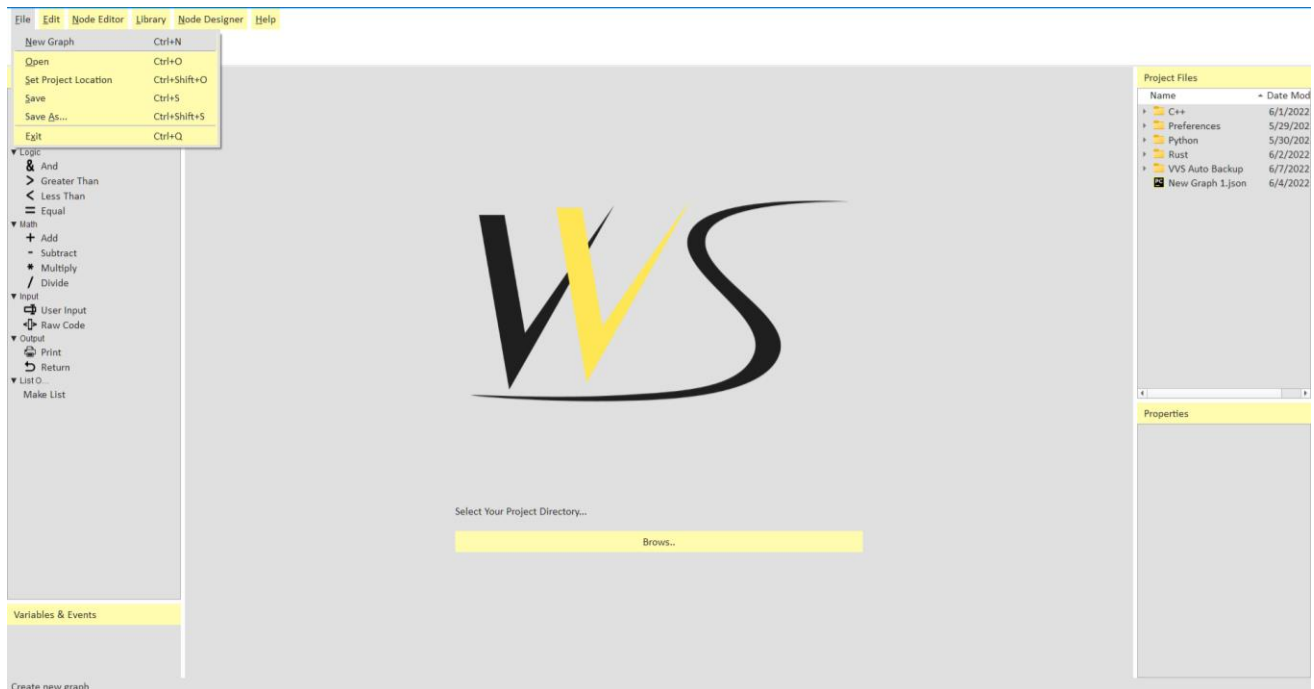 File Edit Node Editor Library Node Designer Help
New Graph Ctrl+N
Open Ctrl+O
Set Project Location Ctrl+Shift+O
Save Ctrl+S
Save As... Ctrl+Shift+S
Exit Ctrl+Q
Logic
& And
> Greater Than
< Less Than
= Equal
Math
+ Add
- Subtract
* Multiply
/ Divide
Input
User Input
Raw Code
Output
Print
Return
List O...
Make List
Variables & Events
Create new graph
VVS
Select Your Project Directory...
Brows..
Project Files
Name Date Mod
C++ 6/1/2022
Preferences 5/29/202
Python 5/30/202
Rust 6/2/2022
VVS Auto Backup 6/7/2022
New Graph 1.json 6/4/2022
Properties